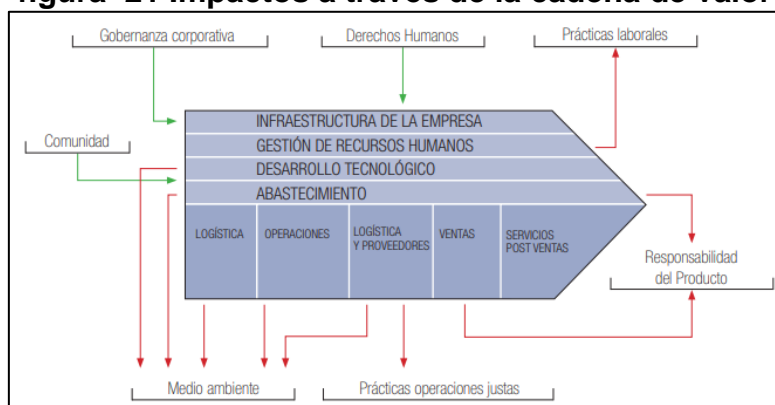 figura 21 Impactos a través de la cadena de valor
Gobernanza corporativa
Derechos Humanos
Prácticas laborales
Comunidad
INFRAESTRUCTURA DE LA EMPRESA
GESTIÓN DE RECURSOS HUMANOS
DESARROLLO TECNOLÓGICO
ABASTECIMIENTO
LOGÍSTICA
OPERACIONES
LOGÍSTICA
Y PROVEEDORES
VENTAS
SERVICIOS
POST VENTAS
Responsabilidad
del Producto
Medio ambiente
Prácticas operaciones justas